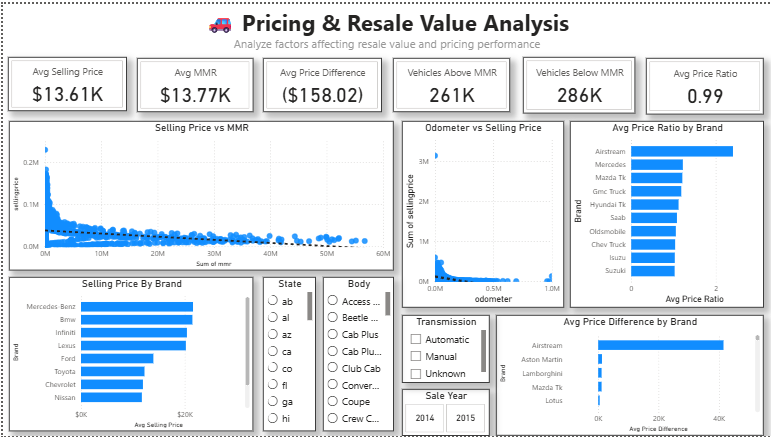 Pricing & Resale Value Analysis
Analyze factors affecting resale value and pricing performance
Avg Selling Price
$13.61K
Avg MMR
$13.77K
Avg Price Difference
($158.02)
Vehicles Above MMR
261K
Vehicles Below MMR
286K
Avg Price Ratio
0.99
Selling Price vs MMR
sellingprice
0.2M
0.1M
0.0M
0M
10M
20M
30M
40M
50M
60M
Sum of mmr
Odometer vs Selling Price
Sum of sellingprice
3M
2M
1M
0M
0.0M
0.5M
1.0M
odometer
Avg Price Ratio by Brand
Brand
Airstream
Mercedes
Mazda Tk
Gmc Truck
Hyundai Tk
Saab
Oldsmobile
Chev Truck
Isuzu
Suzuki
0
2
Avg Price Ratio
Selling Price By Brand
Brand
Mercedes-Benz
Bmw
Infiniti
Lexus
Ford
Toyota
Chevrolet
Nissan
$0K
$20K
Avg Selling Price
State
ab
al
az
ca
co
fl
ga
hi
Body
Access ...
Beetle ...
Cab Plus
Cab Plu...
Club Cab
Conver...
Coupe
Crew C...
Transmission
Automatic
Manual
Unknown
Sale Year
2014
2015
Avg Price Difference by Brand
Brand
Airstream
Aston Martin
Lamborghini
Mazda Tk
Lotus
0K
20K
40K
Avg Price Difference